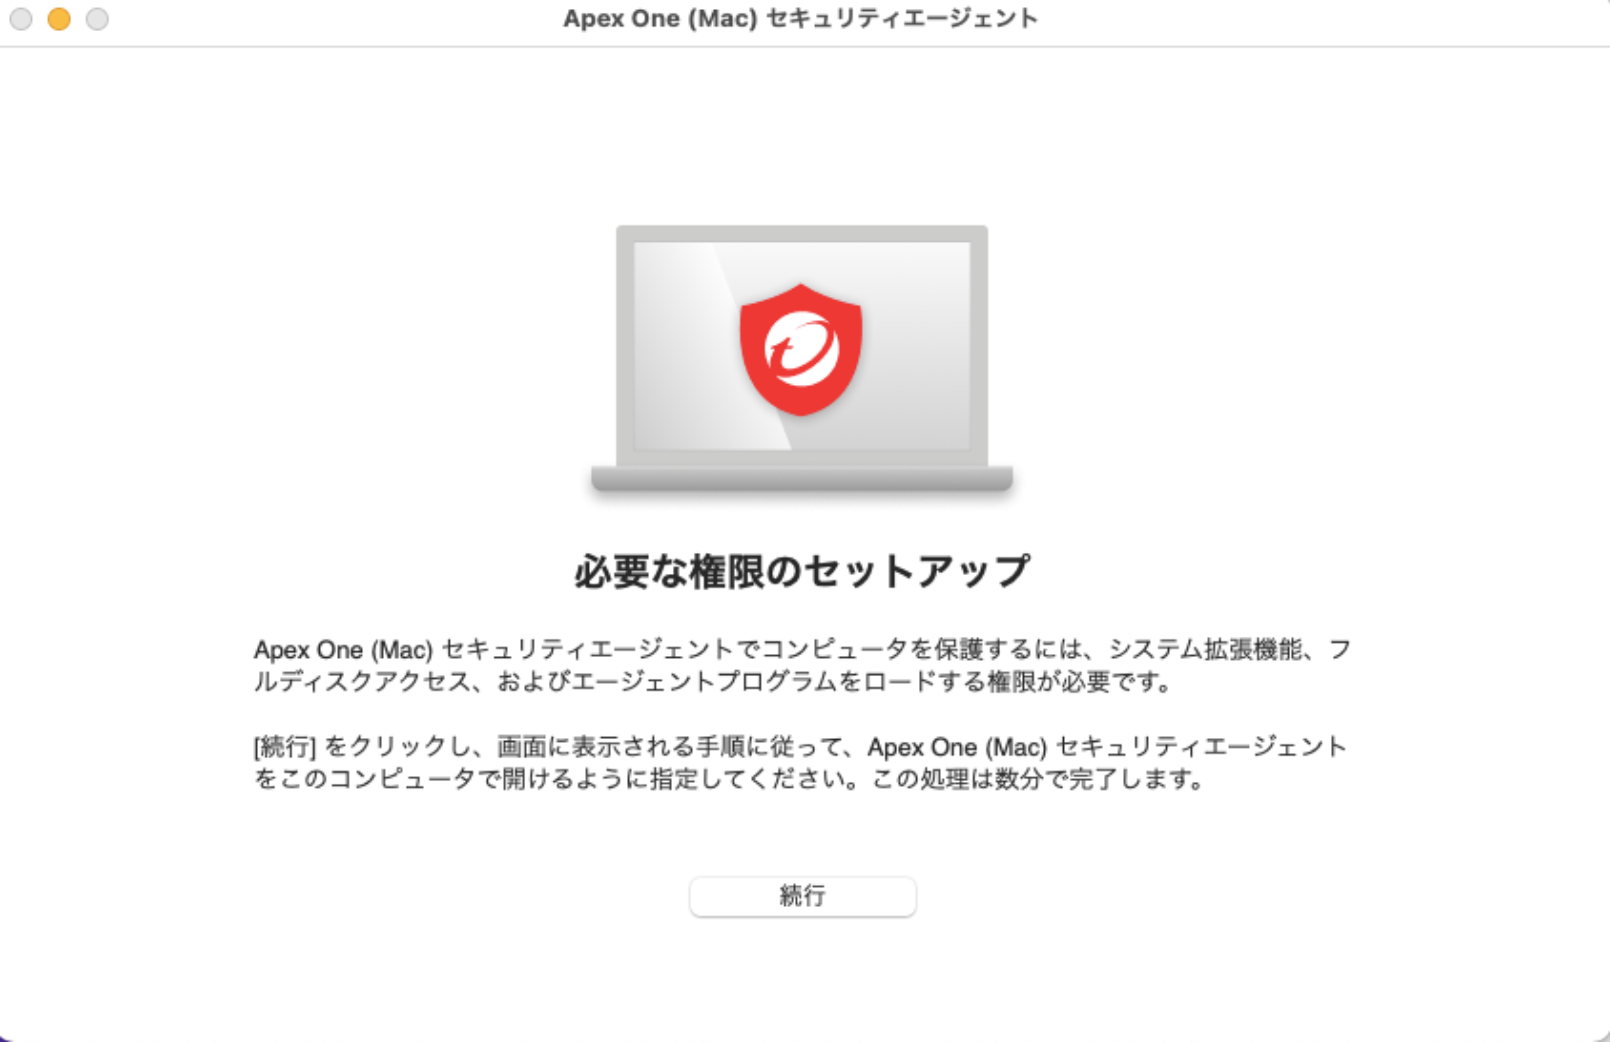 Apex One (Mac) セキュリティエージェント
必要な権限のセットアップ
Apex One (Mac) セキュリティエージェントでコンピュータを保護するには、システム拡張機能、フ
ルディスクアクセス、およびエージェントプログラムをロードする権限が必要です。
[続行] をクリックし、画面に表示される手順に従って、Apex One (Mac) セキュリティエージェント
をこのコンピュータで開けるように指定してください。この処理は数分で完了します。
続行